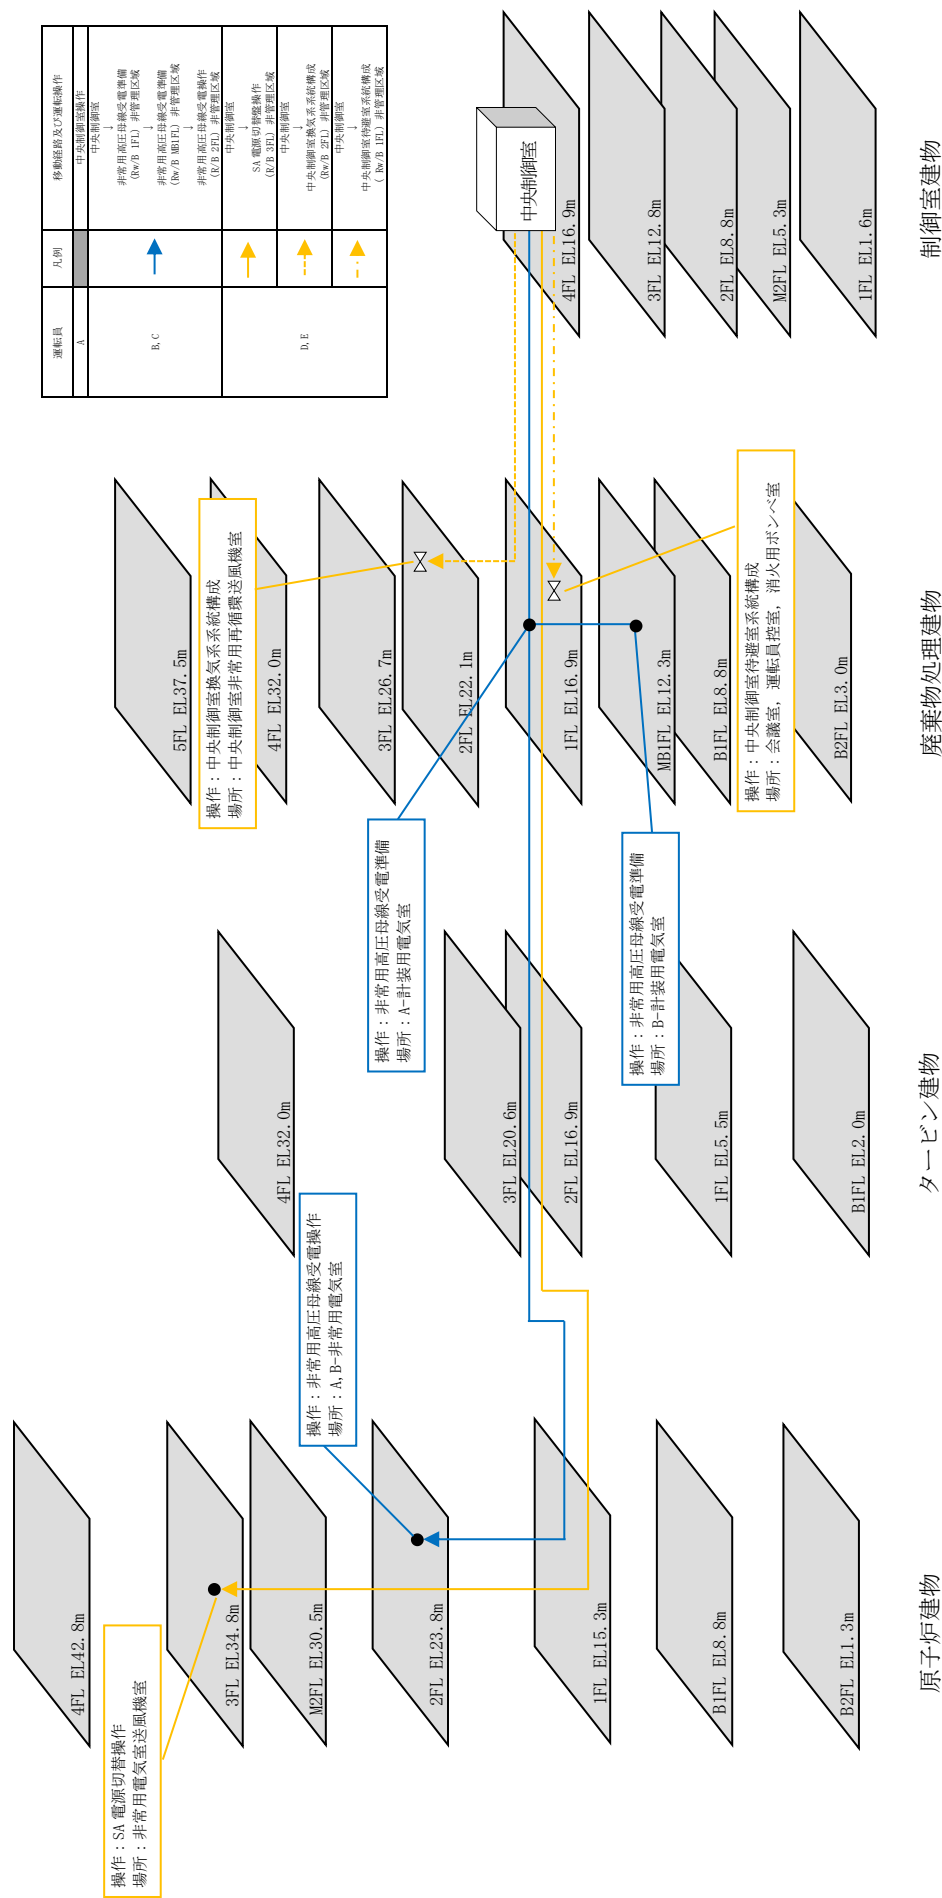 運転員
凡例
移動経路及び運転操作
A
中央制御室操作
B, C
中央制御室
↓
非常用高圧母線受電準備
(Rw/B 1FL) 非管理区域
↓
非常用高圧母線受電準備
(Rw/B MB1FL) 非管理区域
↓
非常用高圧母線受電操作
(R/B 2FL) 非管理区域
D, E
中央制御室
↓
SA 電源切替盤操作
(R/B 3FL) 非管理区域
中央制御室
↓
中央制御室換気系系統構成
(Rw/B 2FL) 非管理区域
中央制御室
↓
中央制御室待避室系統構成
( Rw/B 1FL) 非管理区域
4FL EL42.8m
3FL EL34.8m
M2FL EL30.5m
2FL EL23.8m
1FL EL15.3m
B1FL EL8.8m
B2FL EL1.3m
原子炉建物
操作：SA 電源切替操作
場所：非常用電気室送風機室
操作：非常用高圧母線受電操作
場所：A,B-非常用電気室
4FL EL32.0m
3FL EL20.6m
2FL EL16.9m
1FL EL5.5m
B1FL EL2.0m
タービン建物
操作：非常用高圧母線受電準備
場所：A-計装用電気室
操作：非常用高圧母線受電準備
場所：B-計装用電気室
5FL EL37.5m
4FL EL32.0m
3FL EL26.7m
2FL EL22.1m
1FL EL16.9m
MB1FL EL12.3m
B1FL EL8.8m
B2FL EL3.0m
廃棄物処理建物
操作：中央制御室換気系系統構成
場所：中央制御室非常用再循環送風機室
操作：中央制御室待避室系統構成
場所：会議室，運転員控室，消火用ボンベ室
中央制御室
4FL EL16.9m
3FL EL12.8m
2FL EL8.8m
M2FL EL5.3m
1FL EL1.6m
制御室建物